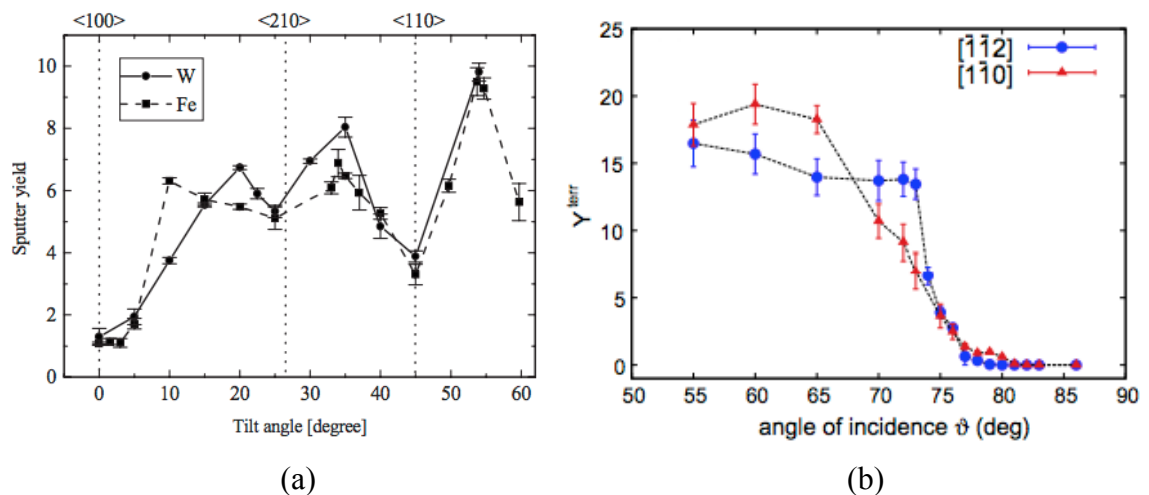 <100> <210> <110>
10
8
6
4
2
0
Sputter yield
W
Fe
0 10 20 30 40 50 60
Tilt angle [degree]
(a)
25
20
15
10
5
0
Y^terr
[1̄1̄2]
[11̄0]
50 55 60 65 70 75 80 85 90
angle of incidence ϑ (deg)
(b)